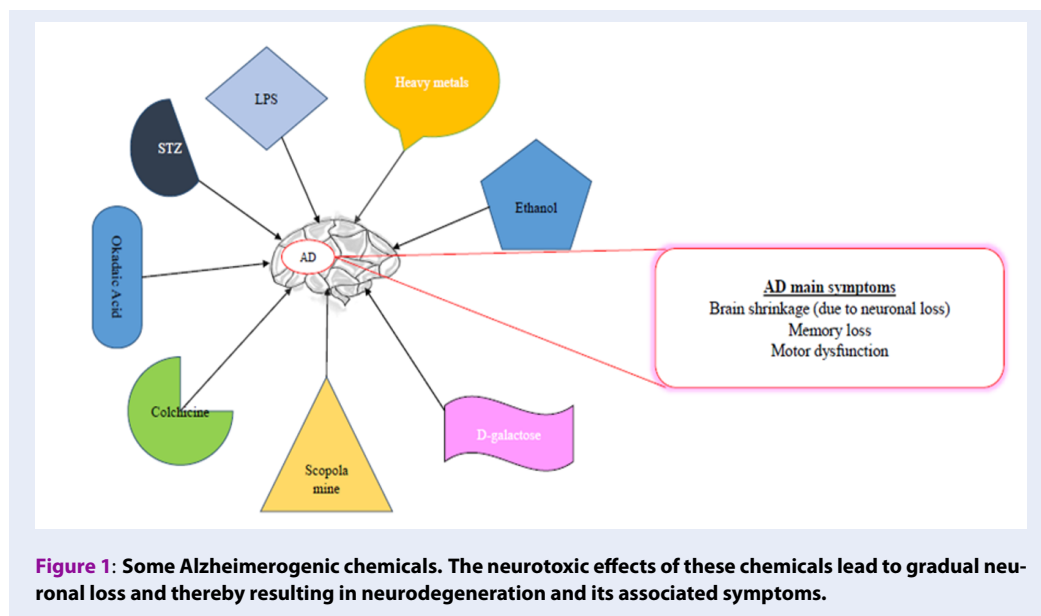 LPS
Heavy metals
STZ
Ethanol
Okadaic Acid
AD
AD main symptoms
Brain shrinkage (due to neuronal loss)
Memory loss
Motor dysfunction
Colchicine
D-galactose
Scopola
mine
Figure 1: Some Alzheimerogenic chemicals. The neurotoxic effects of these chemicals lead to gradual neu-
ronal loss and thereby resulting in neurodegeneration and its associated symptoms.